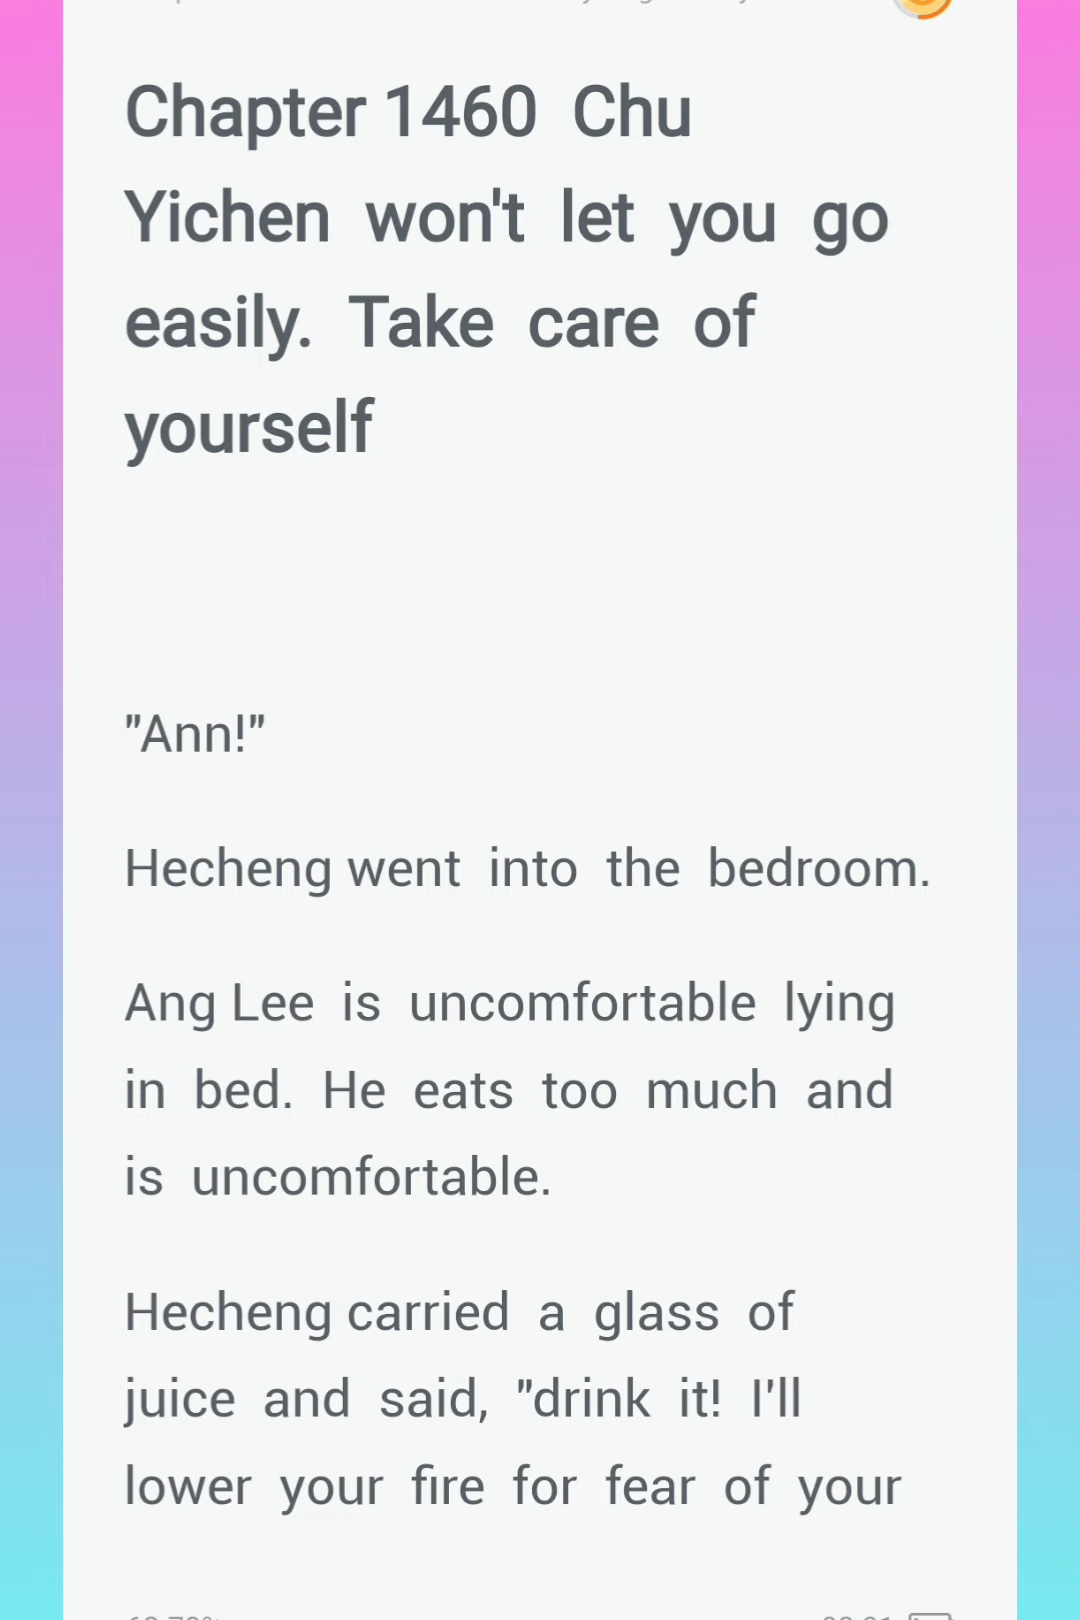 Chapter 1460 Chu
Yichen won't let you go
easily. Take care of
yourself
"Ann!"
Hecheng went into the bedroom.
Ang Lee is uncomfortable lying
in bed. He eats too much and
is uncomfortable.
Hecheng carried a glass of
juice and said, "drink it! I'll
lower your fire for fear of your